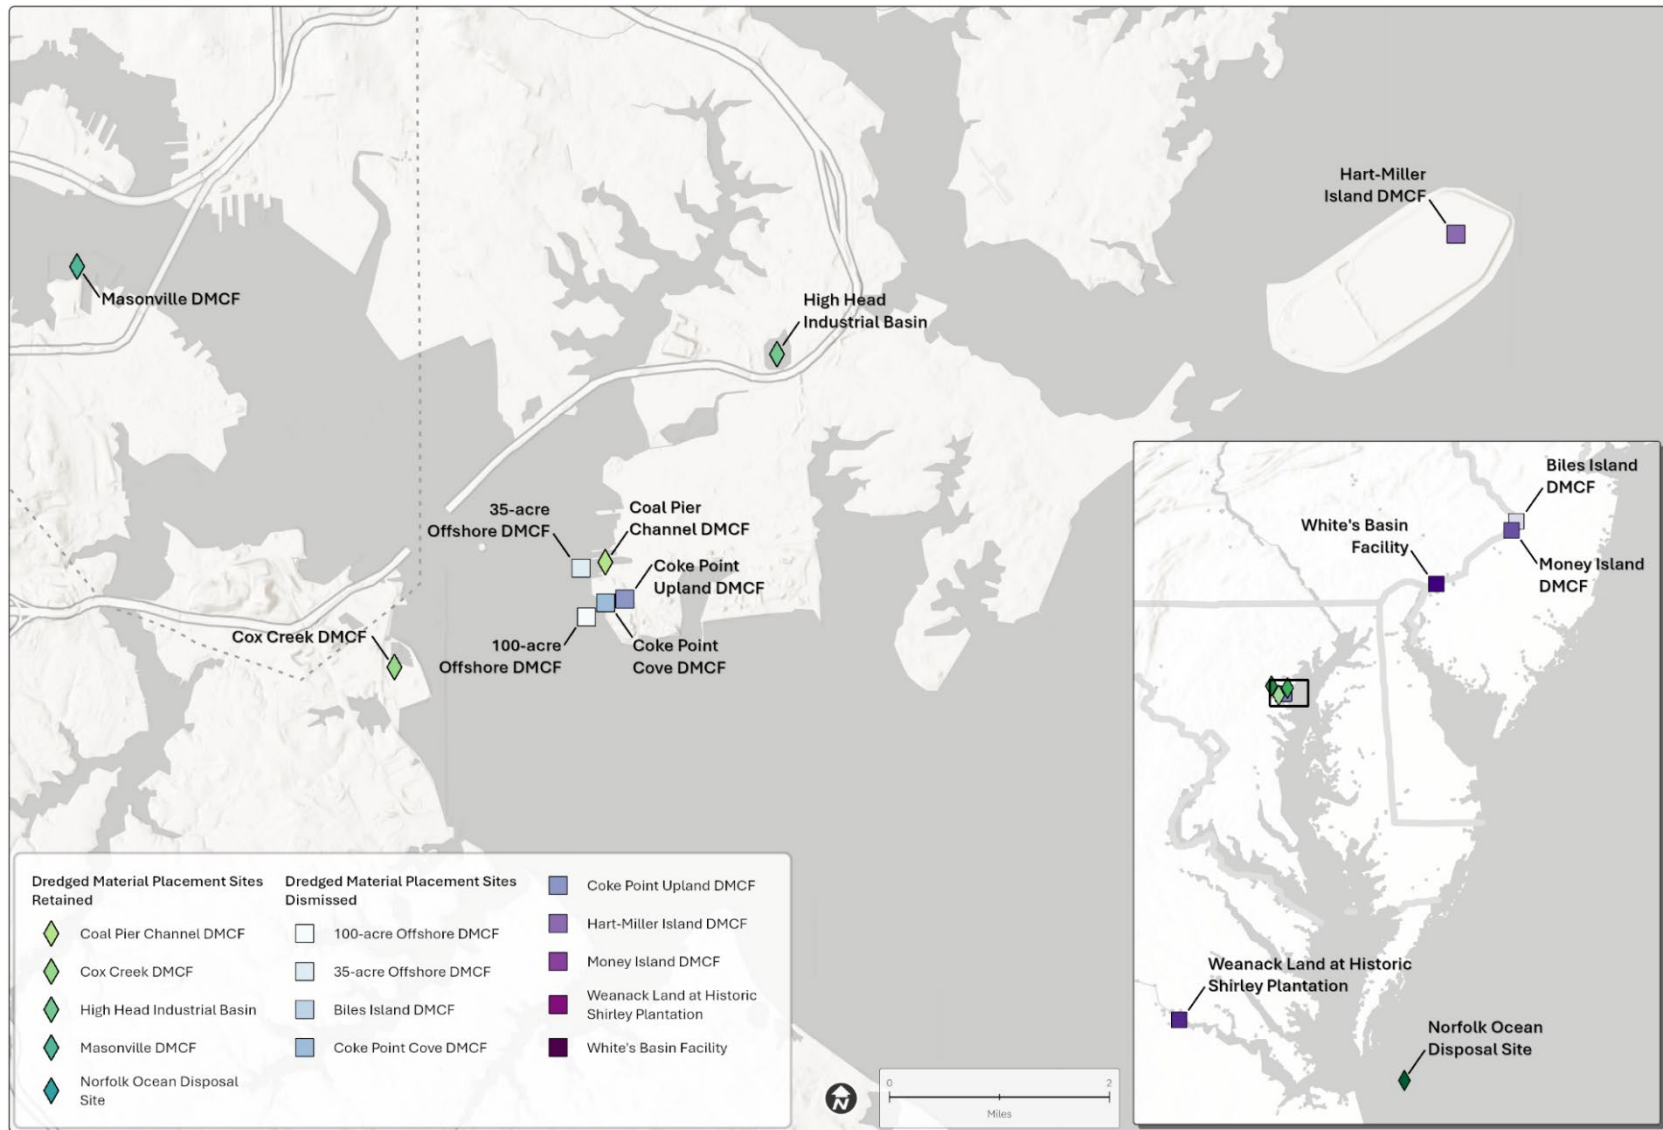 Hart-Miller
Island DMCF
Masonville DMCF
High Head
Industrial Basin
35-acre
Offshore DMCF
Coal Pier
Channel DMCF
Coke Point
Upland DMCF
Cox Creek DMCF
100-acre
Offshore DMCF
Coke Point
Cove DMCF
Biles Island
DMCF
White's Basin
Facility
Money Island
DMCF
Weanack Land at Historic
Shirley Plantation
Norfolk Ocean
Disposal Site
Dredged Material Placement Sites
Retained
Coal Pier Channel DMCF
Cox Creek DMCF
High Head Industrial Basin
Masonville DMCF
Norfolk Ocean Disposal
Site
Dredged Material Placement Sites
Dismissed
100-acre Offshore DMCF
35-acre Offshore DMCF
Biles Island DMCF
Coke Point Cove DMCF
Coke Point Upland DMCF
Hart-Miller Island DMCF
Money Island DMCF
Weanack Land at Historic
Shirley Plantation
White's Basin Facility
N
0 2
Miles